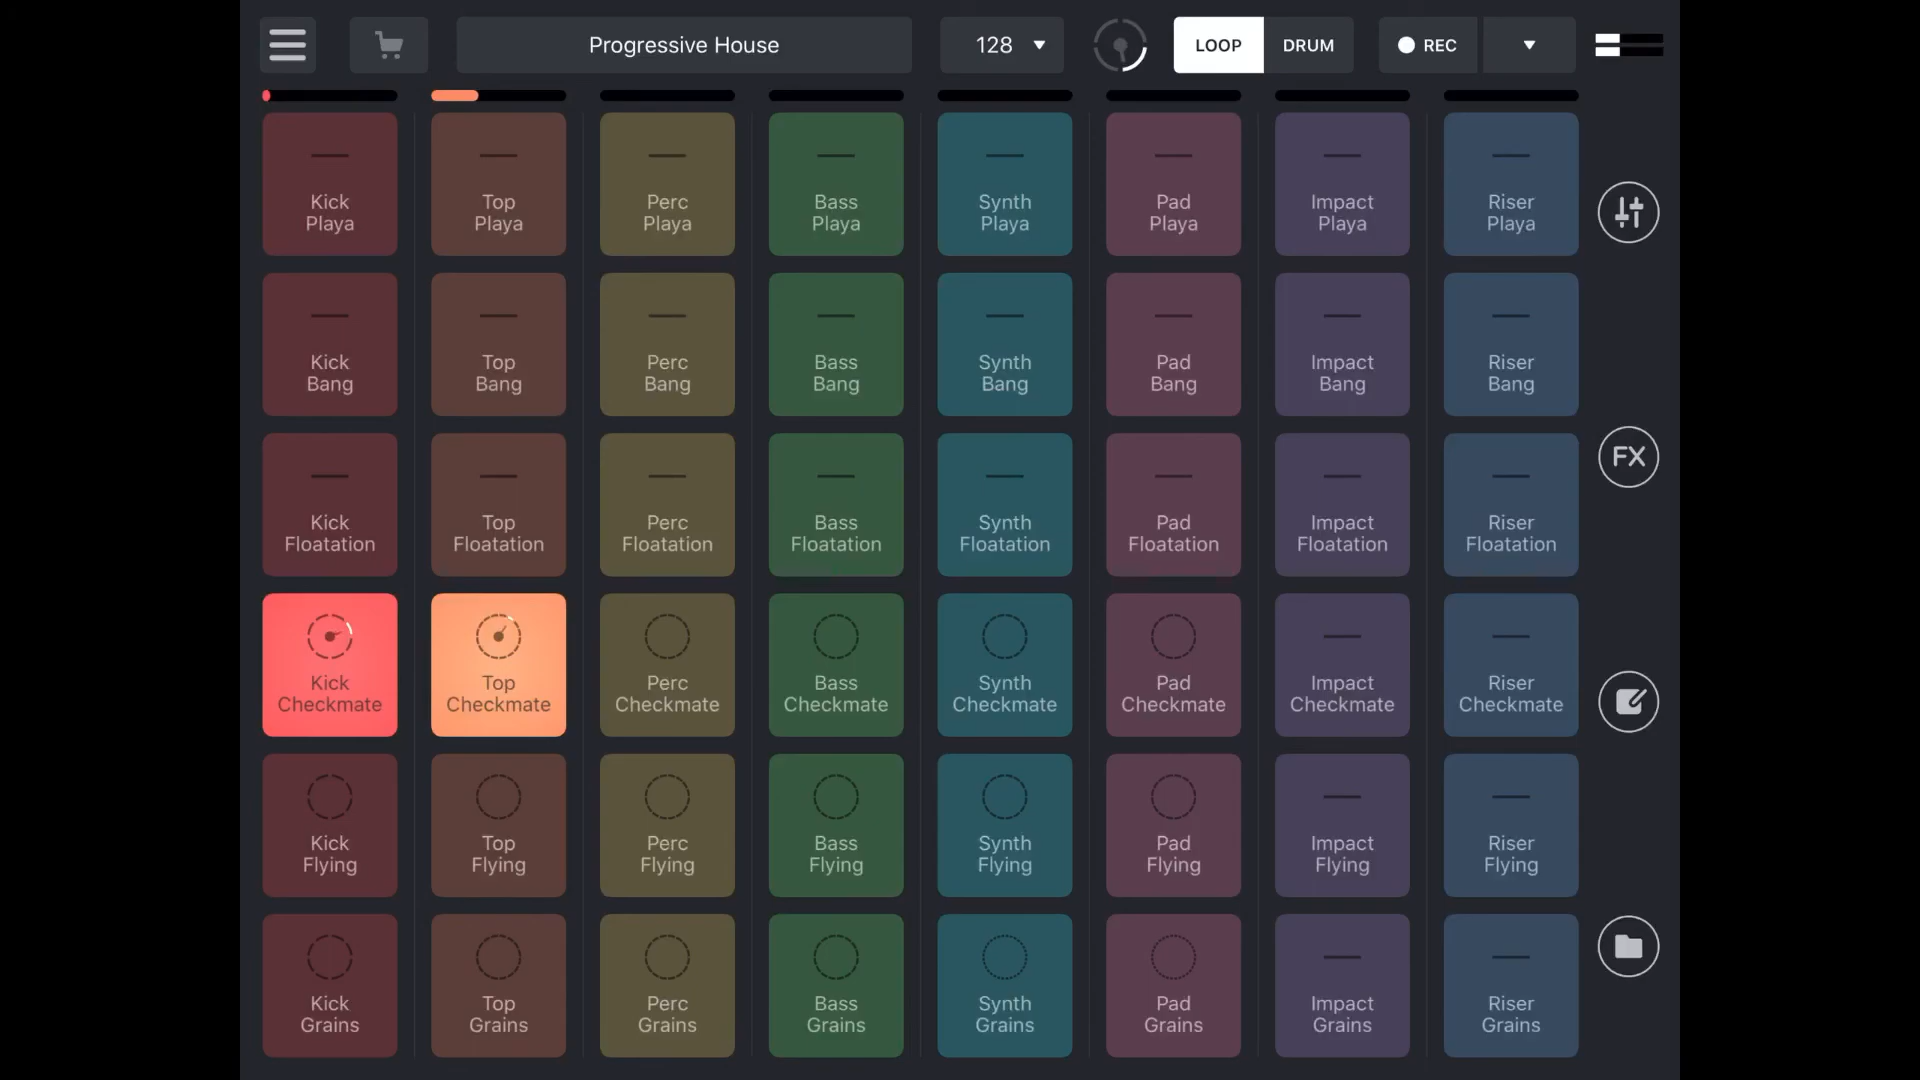 Progressive House
128
LOOP
DRUM
REC
Kick
Playa
Top
Playa
Perc
Playa
Bass
Playa
Synth
Playa
Pad
Playa
Impact
Playa
Riser
Playa
Kick
Bang
Top
Bang
Perc
Bang
Bass
Bang
Synth
Bang
Pad
Bang
Impact
Bang
Riser
Bang
FX
Kick
Floatation
Top
Floatation
Perc
Floatation
Bass
Floatation
Synth
Floatation
Pad
Floatation
Impact
Floatation
Riser
Floatation
Kick
Checkmate
Top
Checkmate
Perc
Checkmate
Bass
Checkmate
Synth
Checkmate
Pad
Checkmate
Impact
Checkmate
Riser
Checkmate
Kick
Flying
Top
Flying
Perc
Flying
Bass
Flying
Synth
Flying
Pad
Flying
Impact
Flying
Riser
Flying
Kick
Grains
Top
Grains
Perc
Grains
Bass
Grains
Synth
Grains
Pad
Grains
Impact
Grains
Riser
Grains